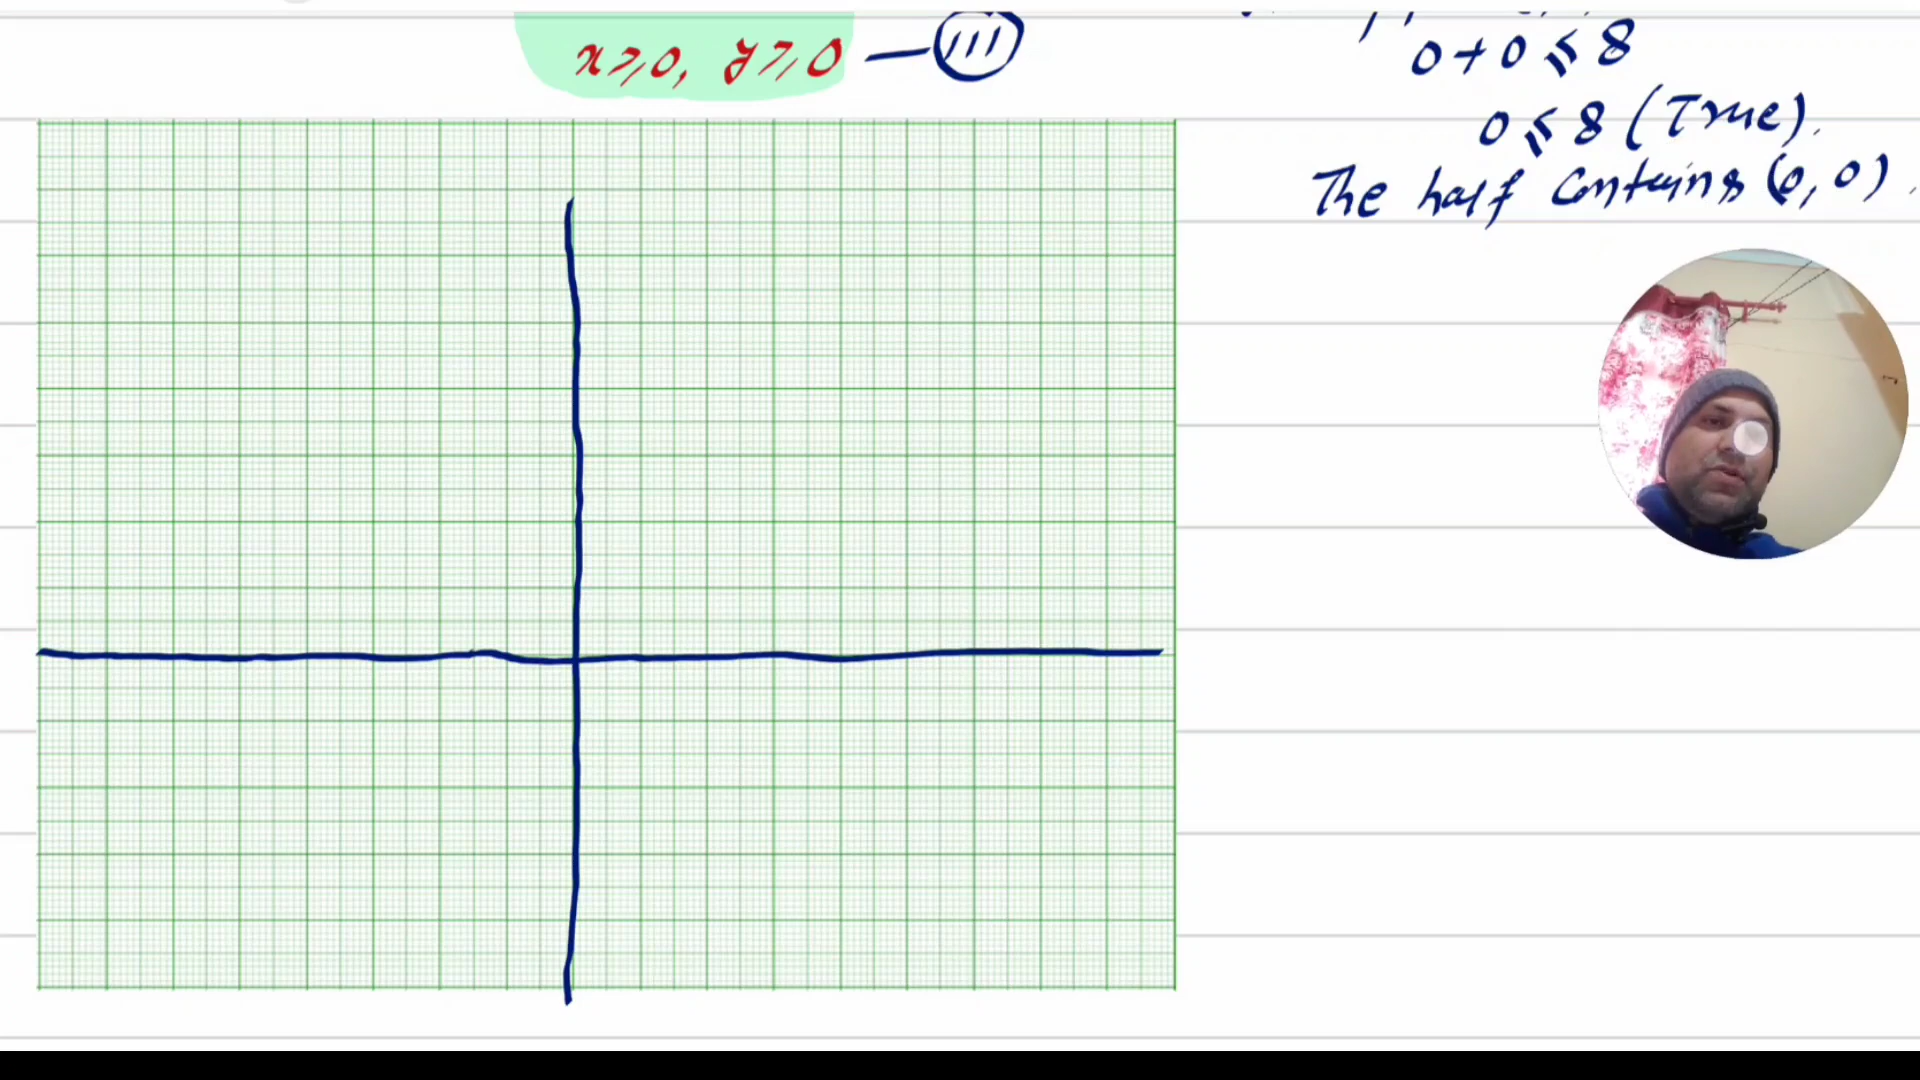 x ≥ 0, y ≥ 0 — (III)
0 + 0 ≤ 8
0 ≤ 8 (True).
The half contains (0, 0).